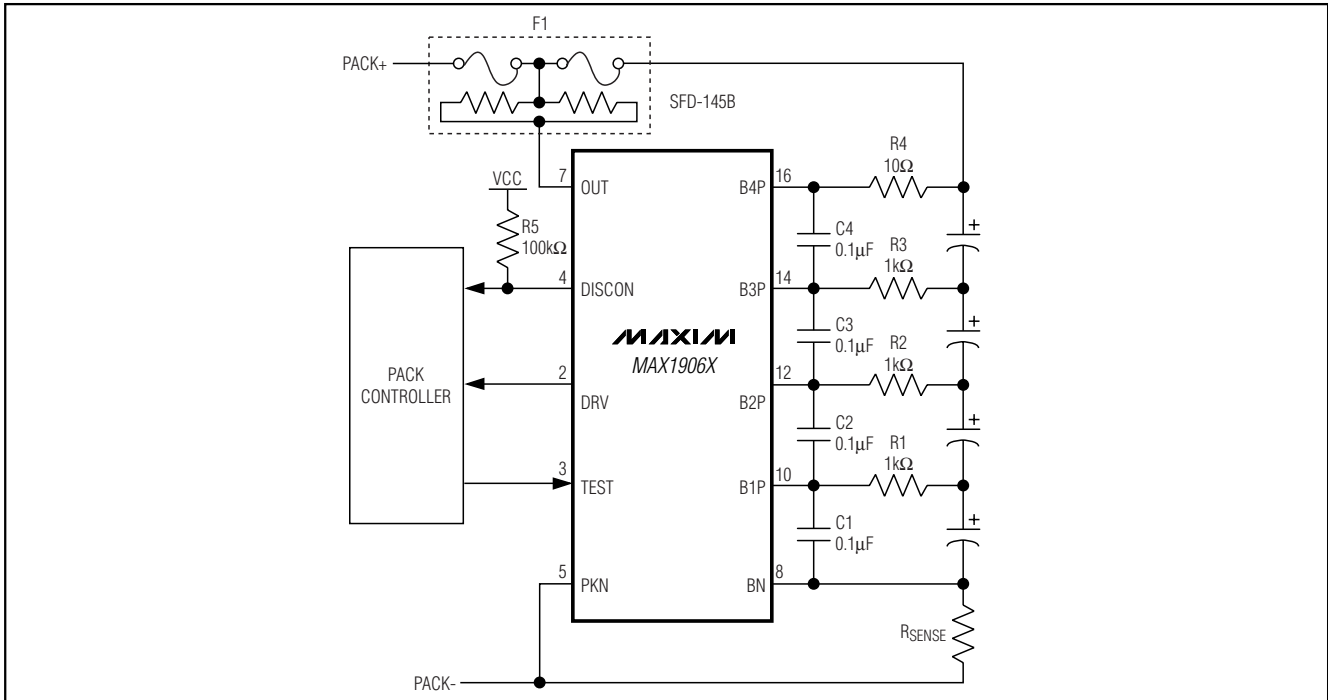 F1
PACK+
SFD-145B
R4
10Ω
7
OUT
B4P
16
VCC
R5
100kΩ
C4
0.1μF
R3
1kΩ
4
DISCON
B3P
14
MAXIM
MAX1906X
C3
0.1μF
R2
1kΩ
PACK
CONTROLLER
2
DRV
B2P
12
C2
0.1μF
R1
1kΩ
3
TEST
B1P
10
C1
0.1μF
5
PKN
BN
8
RSENSE
PACK-
+
+
+
+